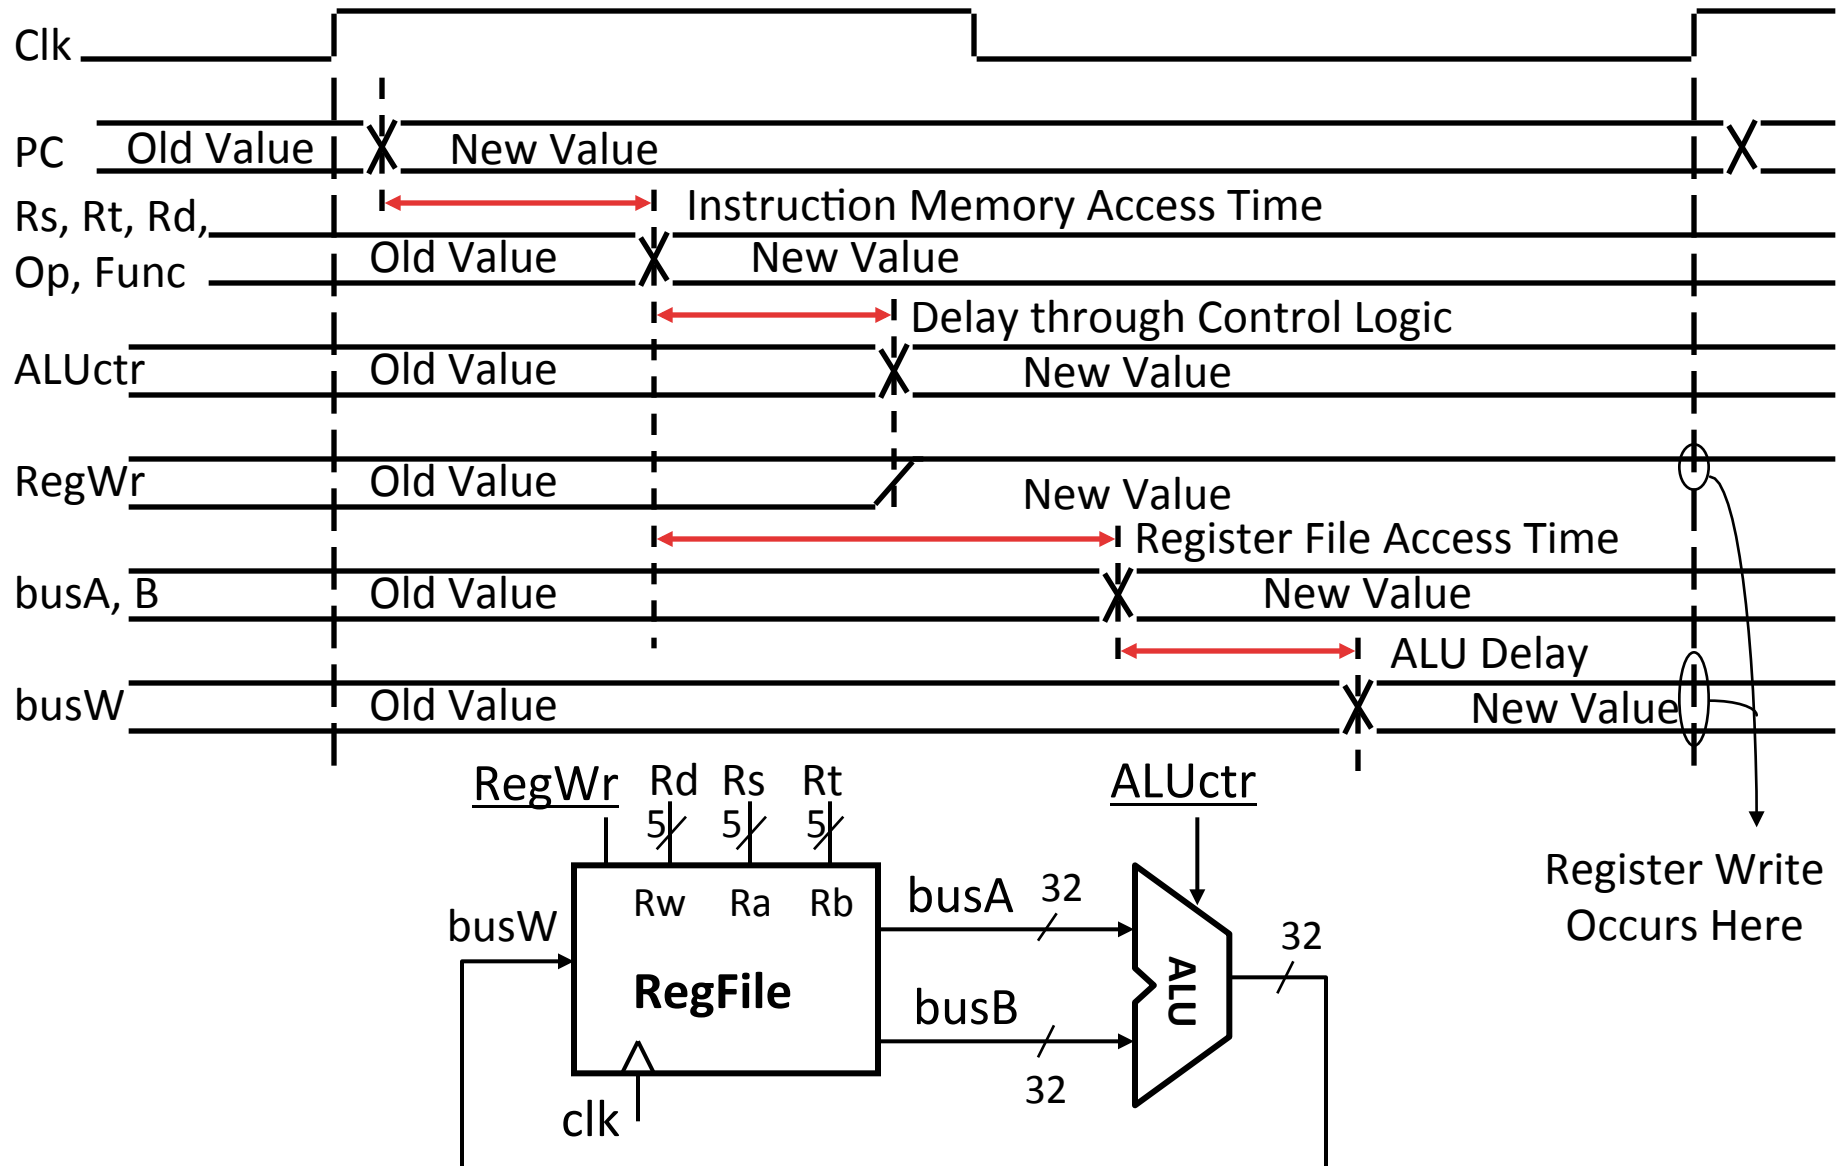 Clk
PC Old Value New Value
Rs, Rt, Rd, Instruction Memory Access Time
Op, Func Old Value New Value
Delay through Control Logic
ALUctr Old Value New Value
RegWr Old Value New Value
Register File Access Time
busA, B Old Value New Value
ALU Delay
busW Old Value New Value
RegWr Rd Rs Rt ALUctr
5 5 5
Register Write
Occurs Here
Rw Ra Rb
busA 32
busW
32
RegFile
ALU
busB
32
clk